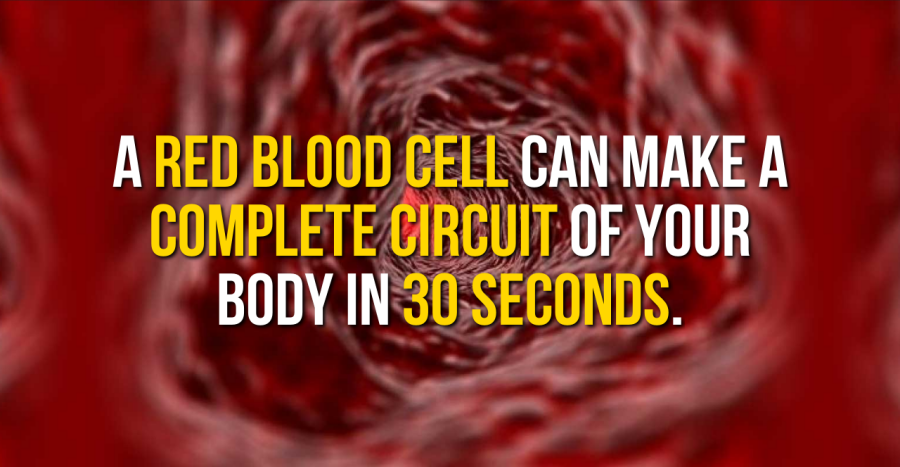 A RED BLOOD CELL CAN MAKE A
COMPLETE CIRCUIT OF YOUR
BODY IN 30 SECONDS.